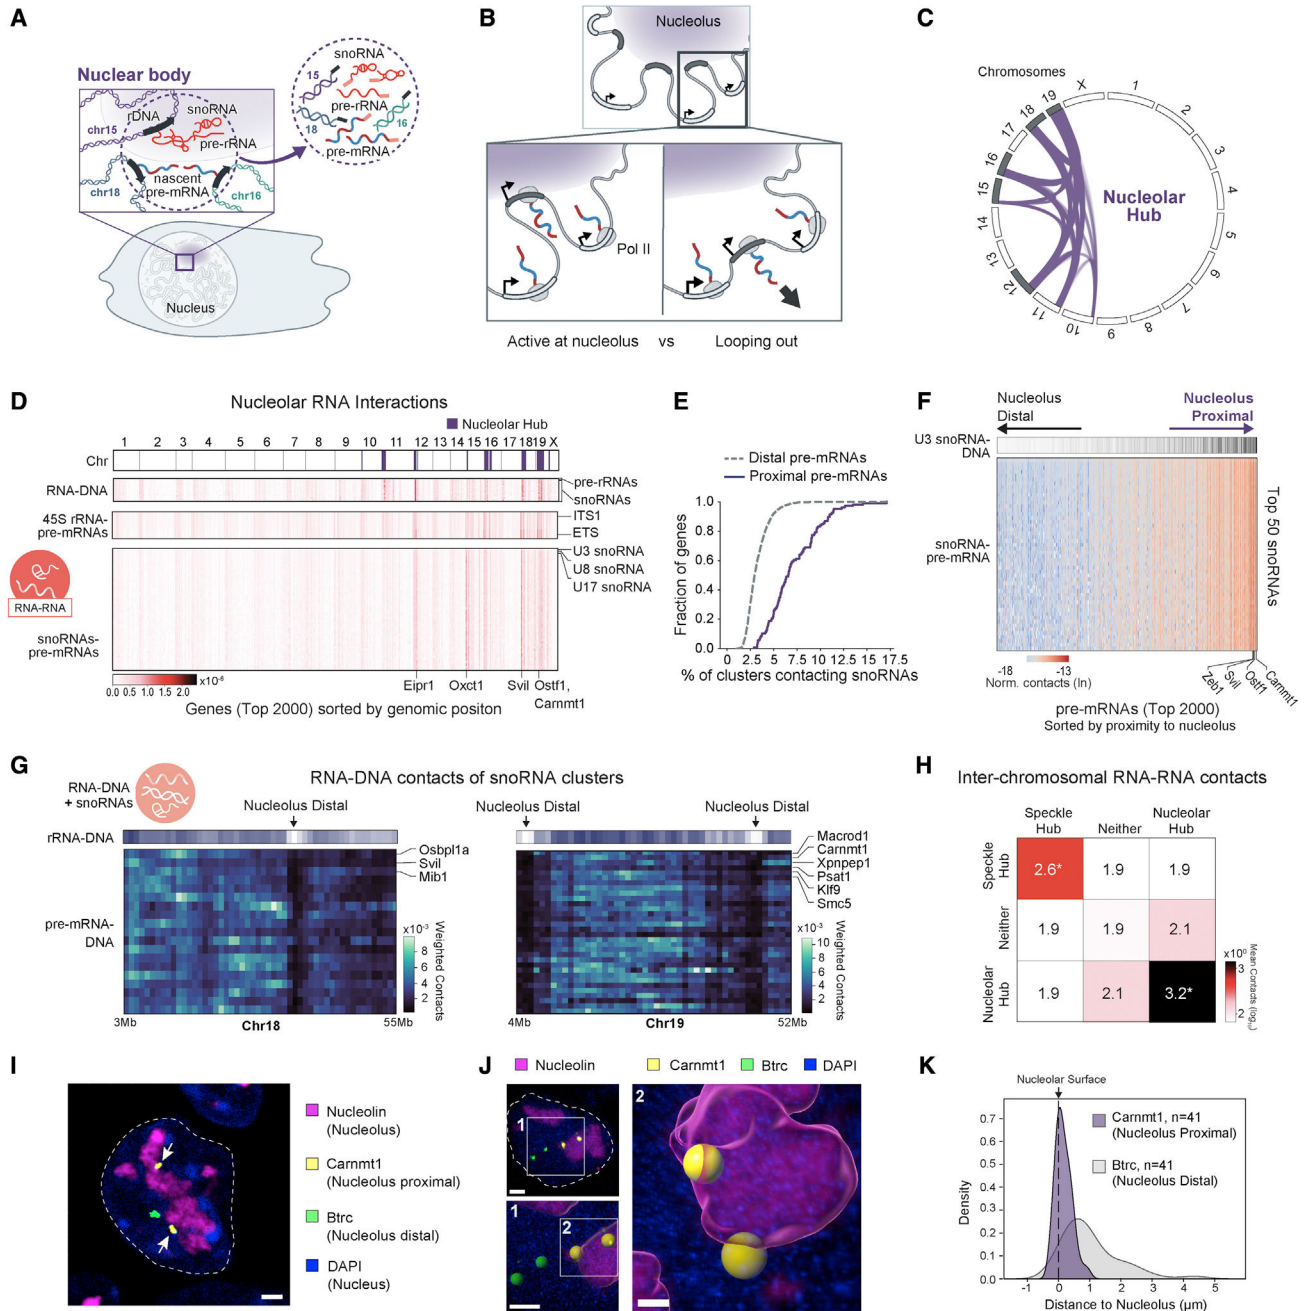 A
Nuclear body
snoRNA
15
pre-rRNA
18
16
pre-mRNA
rDNA
snoRNA
chr15
pre-rRNA
chr18
nascent
pre-mRNA
chr16
Nucleus
B
Nucleolus
Pol II
Active at nucleolus vs Looping out
C
Chromosomes
X
1
2
3
4
5
6
7
8
9
10
11
12
13
14
15
16
17
18
19
Nucleolar
Hub
D
Nucleolar RNA Interactions
Nucleolar Hub
1 2 3 4 5 6 7 8 9 10 11 12 13 14 15 16 17 18 19 X
Chr
RNA-DNA
pre-rRNAs
snoRNAs
45S rRNA-
pre-mRNAs
ITS1
ETS
U3 snoRNA
U8 snoRNA
U17 snoRNA
RNA-RNA
snoRNAs-
pre-mRNAs
0.0 0.5 1.0 1.5 2.0 x10⁻⁶
Eipr1 Oxct1 Svil Ostf1,
Carnmt1
Genes (Top 2000) sorted by genomic positon
E
Distal pre-mRNAs
Proximal pre-mRNAs
Fraction of genes
1.0
0.8
0.6
0.4
0.2
0.0
0 2.5 5 7.5 10 12.5 15 17.5
% of clusters contacting snoRNAs
F
Nucleolus
Distal
Nucleolus
Proximal
U3 snoRNA-
DNA
snoRNA-
pre-mRNA
Top 50 snoRNAs
-18 -13
Norm. contacts (ln)
Zeb1
Svil
Ostf1
Carnmt1
pre-mRNAs (Top 2000)
Sorted by proximity to nucleolus
G
RNA-DNA contacts of snoRNA clusters
RNA-DNA
+ snoRNAs
Nucleolus Distal
Nucleolus Distal
Nucleolus Distal
rRNA-DNA
pre-mRNA-
DNA
Osbpl1a
Svil
Mib1
x10⁻³
8
6
4
2
Weighted Contacts
3Mb Chr18 55Mb
Macrod1
Carnmt1
Xpnpep1
Psat1
Klf9
Smc5
x10⁻³
10
8
6
4
2
Weighted Contacts
4Mb Chr19 52Mb
H
Inter-chromosomal RNA-RNA contacts
Speckle
Hub
Neither
Nucleolar
Hub
Speckle
Hub
2.6* 1.9 1.9
Neither
1.9 1.9 2.1
Nucleolar
Hub
1.9 2.1 3.2*
x10⁰
3
2
Mean Contacts (log₁₀)
I
Nucleolin
(Nucleolus)
Carnmt1
(Nucleolus proximal)
Btrc
(Nucleolus distal)
DAPI
(Nucleus)
J
Nucleolin Carnmt1 Btrc DAPI
1
1
2
2
K
Nucleolar Surface
Carnmt1, n=41
(Nucleolus Proximal)
Btrc, n=41
(Nucleolus Distal)
Density
0.7
0.6
0.5
0.4
0.3
0.2
0.1
0.0
-1 0 1 2 3 4 5
Distance to Nucleolus (μm)